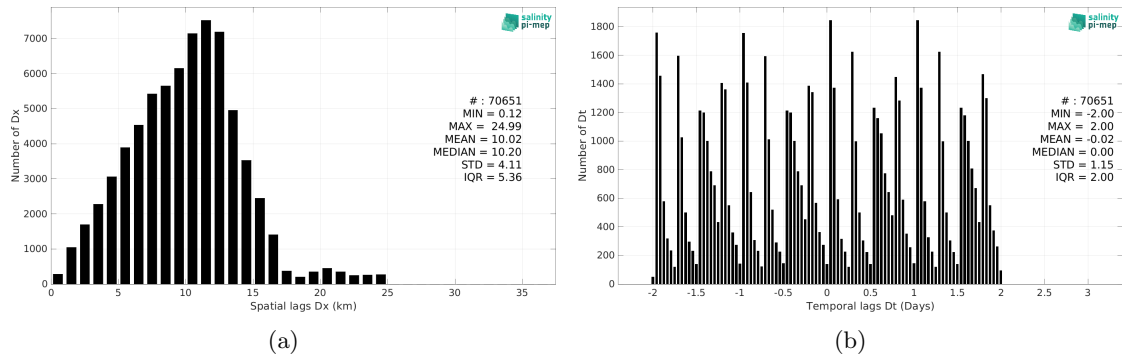 salinity
pi-mep
7000
6000
5000
4000
3000
2000
1000
0
Number of Dx
# : 70651
MIN = 0.12
MAX = 24.99
MEAN = 10.02
MEDIAN = 10.20
STD = 4.11
IQR = 5.36
0 5 10 15 20 25 30 35
Spatial lags Dx (km)
(a)
salinity
pi-mep
1800
1600
1400
1200
1000
800
600
400
200
0
Number of Dt
# : 70651
MIN = -2.00
MAX = 2.00
MEAN = -0.02
MEDIAN = 0.00
STD = 1.15
IQR = 2.00
-2 -1.5 -1 -0.5 0 0.5 1 1.5 2 2.5 3
Temporal lags Dt (Days)
(b)